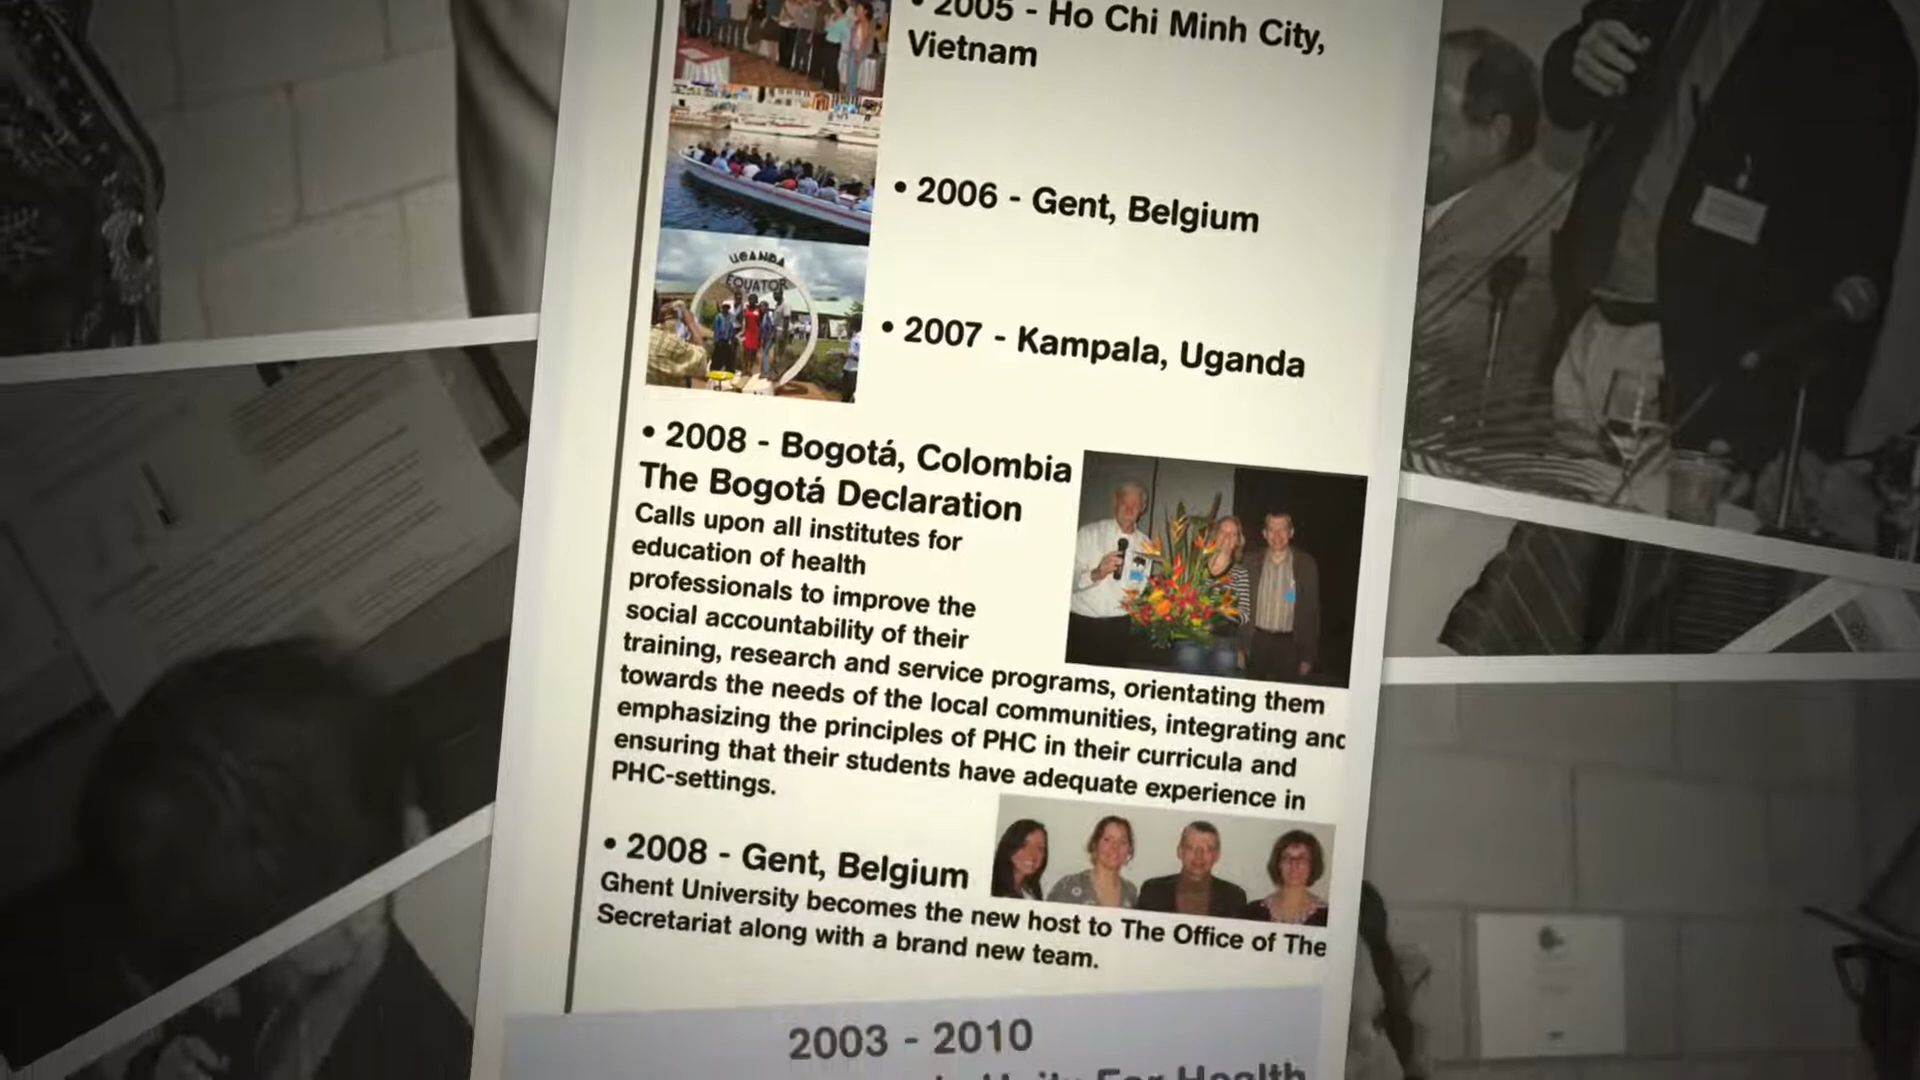 • 2005 - Ho Chi Minh City,
Vietnam
• 2006 - Gent, Belgium
UGANDA
EQUATOR
• 2007 - Kampala, Uganda
• 2008 - Bogotá, Colombia
The Bogotá Declaration
Calls upon all institutes for
education of health
professionals to improve the
social accountability of their
training, research and service programs, orientating them
towards the needs of the local communities, integrating and
emphasizing the principles of PHC in their curricula and
ensuring that their students have adequate experience in
PHC-settings.
• 2008 - Gent, Belgium
Ghent University becomes the new host to The Office of The
Secretariat along with a brand new team.
2003 - 2010
Unity For Health